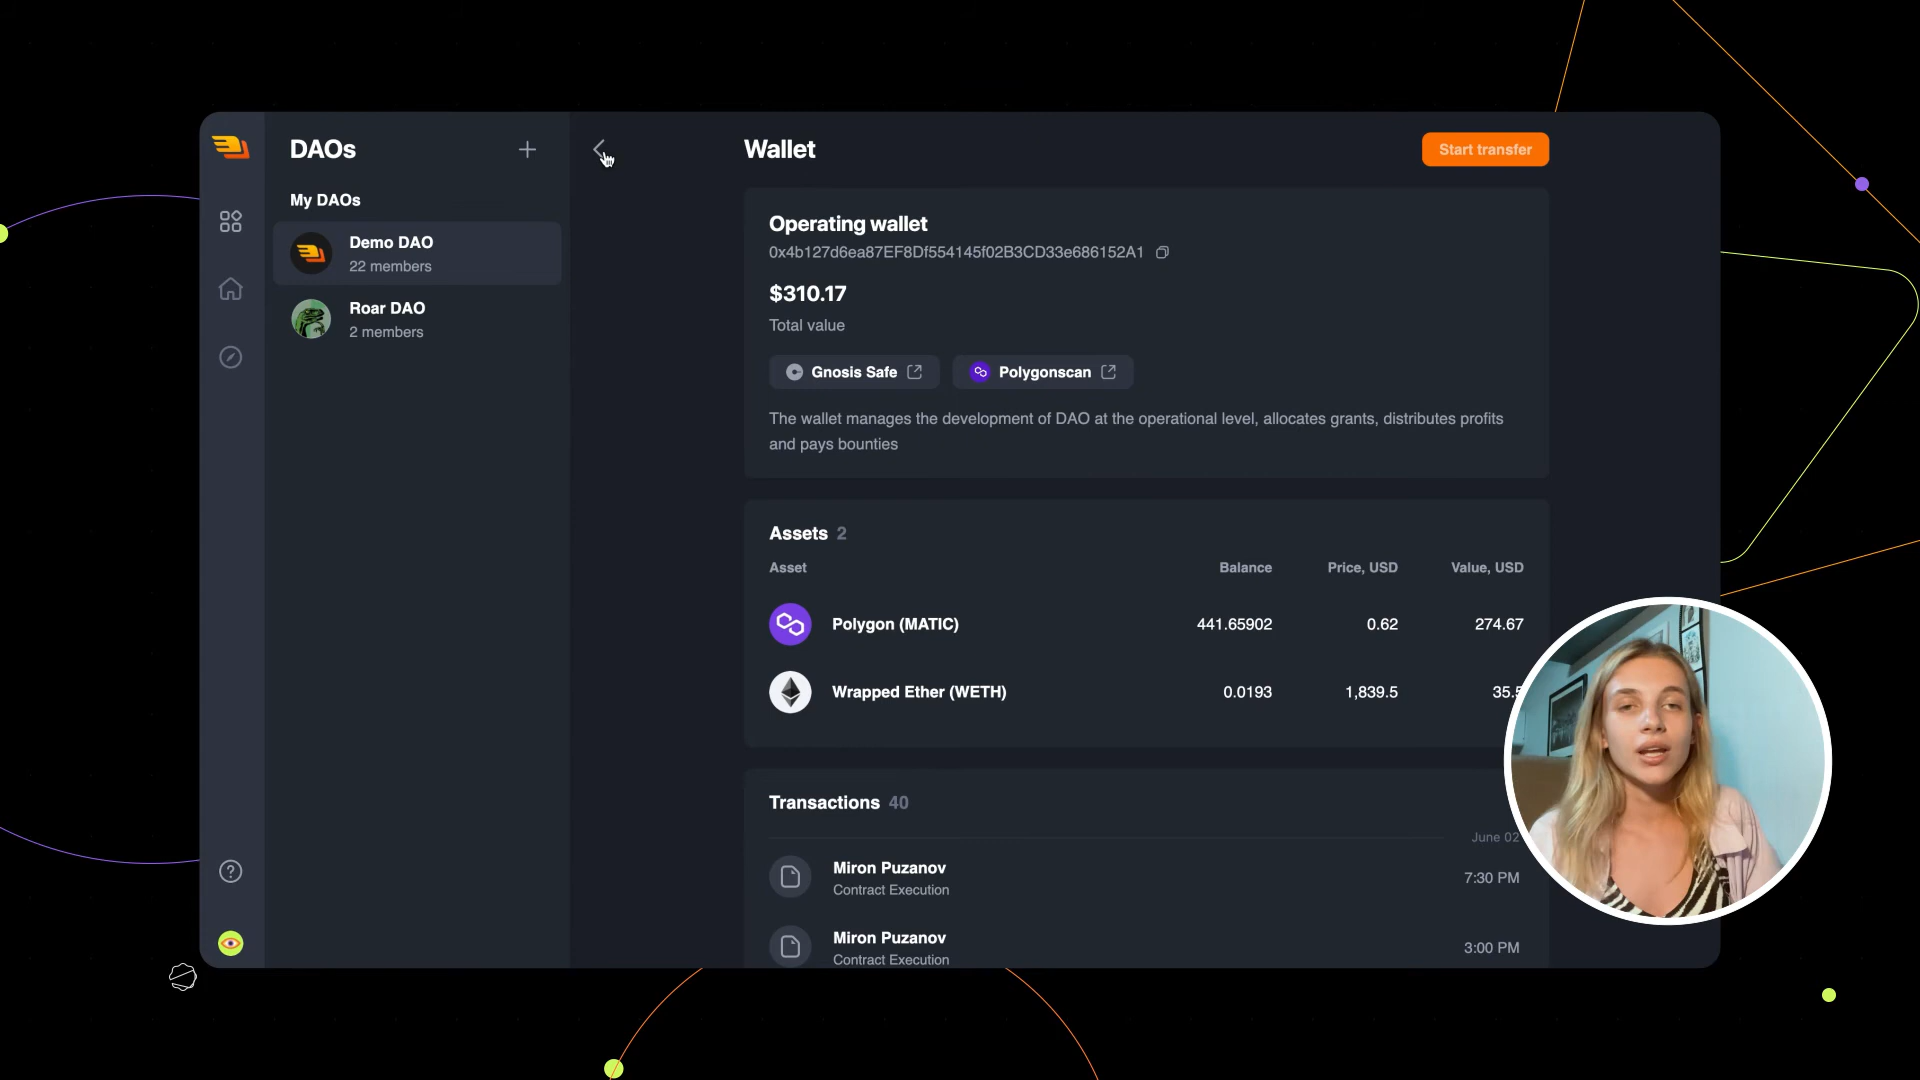 DAOs
My DAOs
Demo DAO
22 members
Roar DAO
2 members
Wallet
Start transfer
Operating wallet
0x4b127d6ea87EF8Df554145f02B3CD33e686152A1
$310.17
Total value
Gnosis Safe
Polygonscan
The wallet manages the development of DAO at the operational level, allocates grants, distributes profits
and pays bounties
Assets 2
Asset Balance Price, USD Value, USD
Polygon (MATIC) 441.65902 0.62 274.67
Wrapped Ether (WETH) 0.0193 1,839.5
Transactions 40
June 02
Miron Puzanov
Contract Execution
7:30 PM
Miron Puzanov
Contract Execution
3:00 PM